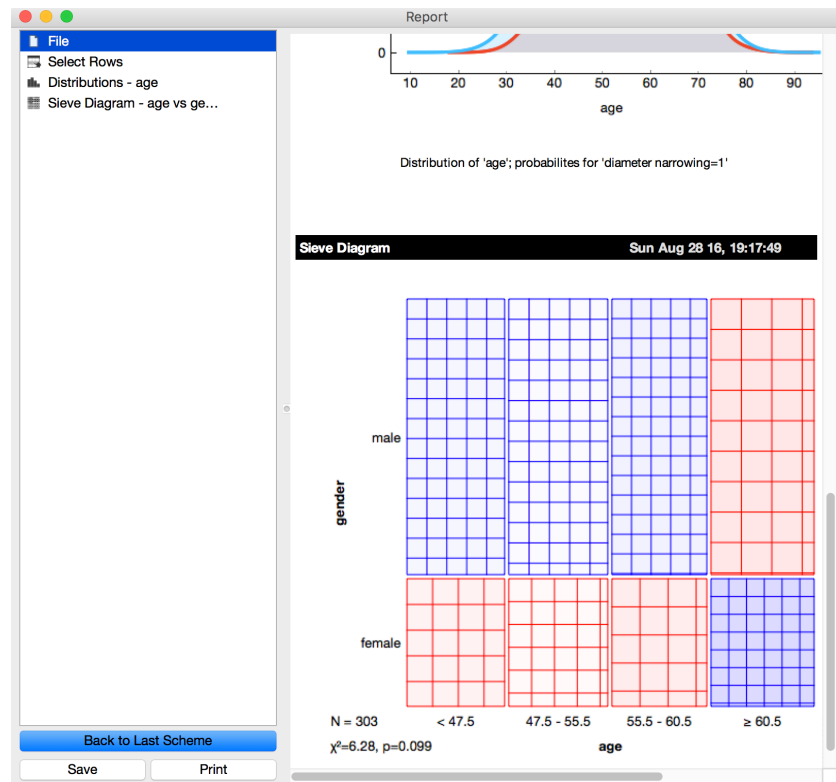 Report
File
Select Rows
Distributions - age
Sieve Diagram - age vs ge...
0
10 20 30 40 50 60 70 80 90
age
Distribution of 'age'; probabilites for 'diameter narrowing=1'
Sieve Diagram Sun Aug 28 16, 19:17:49
male
gender
female
N = 303 < 47.5 47.5 - 55.5 55.5 - 60.5 ≥ 60.5
χ²=6.28, p=0.099 age
Back to Last Scheme
Save Print